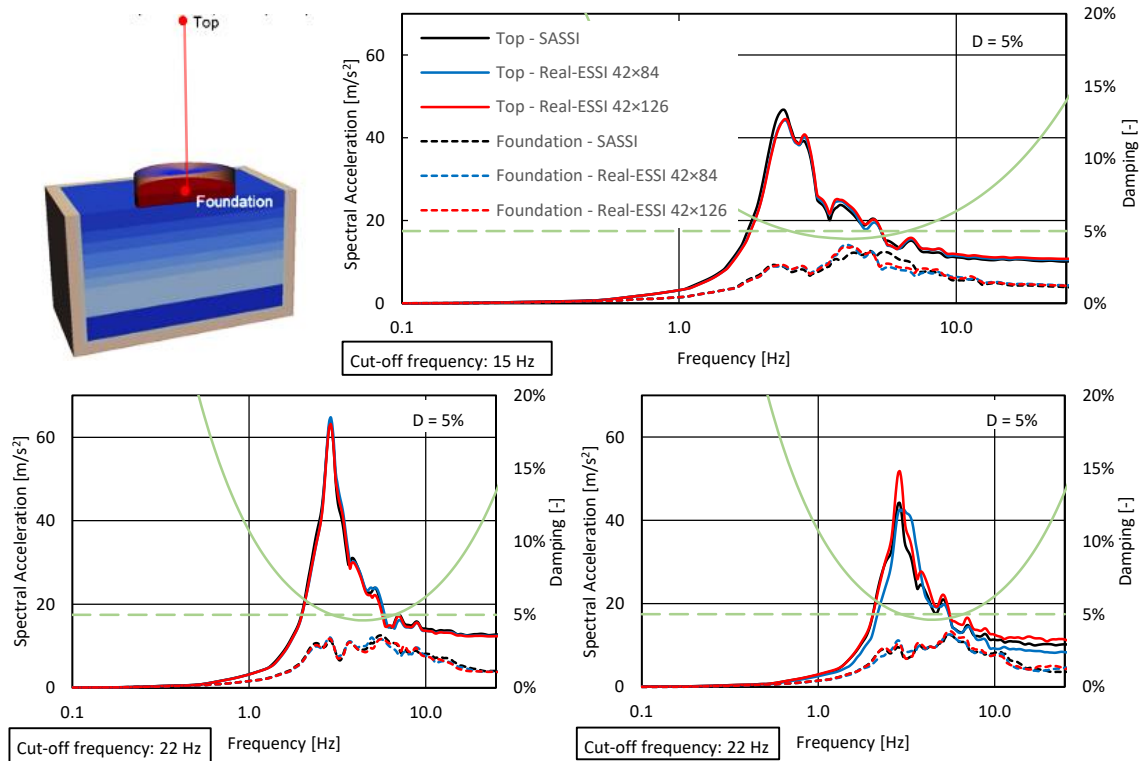 Top
Foundation
Spectral Acceleration [m/s²]
60
40
20
0
Top - SASSI
Top - Real-ESSI 42×84
Top - Real-ESSI 42×126
Foundation - SASSI
Foundation - Real-ESSI 42×84
Foundation - Real-ESSI 42×126
D = 5%
20%
15%
10%
5%
0%
Damping [-]
0.1
1.0
10.0
Cut-off frequency: 15 Hz
Frequency [Hz]
Spectral Acceleration [m/s²]
60
40
20
0
D = 5%
20%
15%
10%
5%
0%
Damping [-]
0.1
1.0
10.0
Cut-off frequency: 22 Hz
Frequency [Hz]
Spectral Acceleration [m/s²]
60
40
20
0
D = 5%
20%
15%
10%
5%
0%
Damping [-]
0.1
1.0
10.0
Cut-off frequency: 22 Hz
Frequency [Hz]